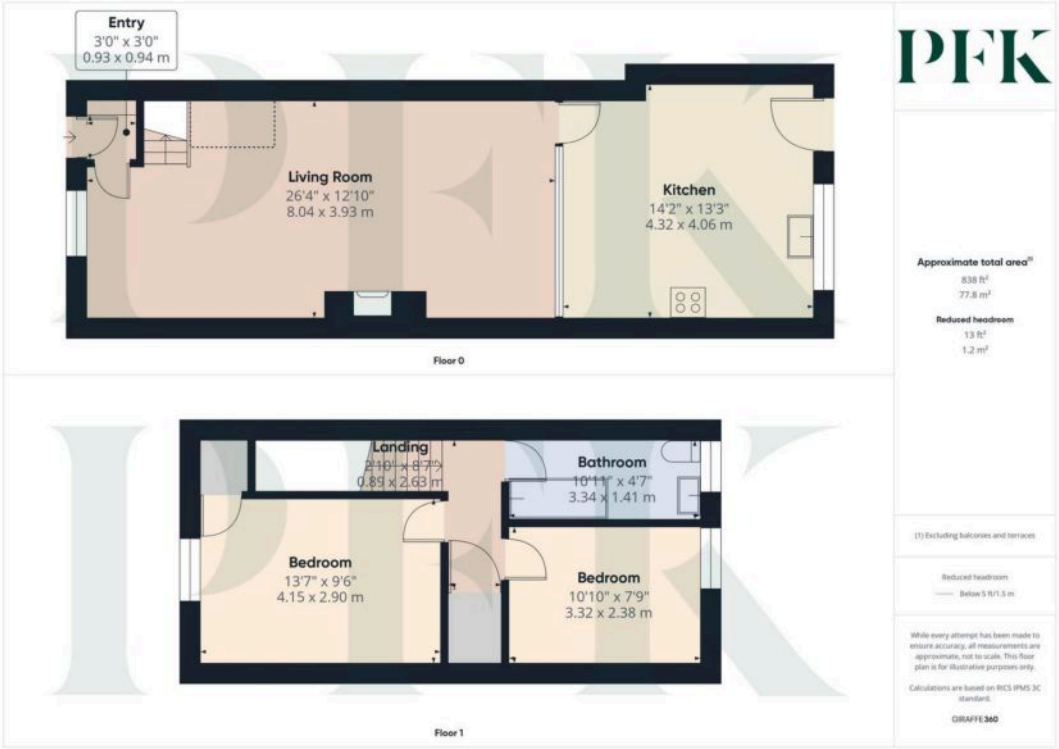 Entry
3'0" x 3'0"
0.93 x 0.94 m
Living Room
26'4" x 12'10"
8.04 x 3.93 m
Kitchen
14'2" x 13'3"
4.32 x 4.06 m
Floor 0
Landing
2'10" x 8'7"
0.89 x 2.63 m
Bathroom
10'11" x 4'7"
3.34 x 1.41 m
Bedroom
13'7" x 9'6"
4.15 x 2.90 m
Bedroom
10'10" x 7'9"
3.32 x 2.38 m
Floor 1
PFK
PFK
PFK
Approximate total area⁽¹⁾
838 ft²
77.8 m²
Reduced headroom
13 ft²
1.2 m²
(1) Excluding balconies and terraces
Reduced headroom
Below 5 ft/1.5 m
While every attempt has been made to
ensure accuracy, all measurements are
approximate, not to scale. This floor
plan is for illustrative purposes only.
Calculations are based on RICS IPMS 3C
standard.
GIRAFFE360